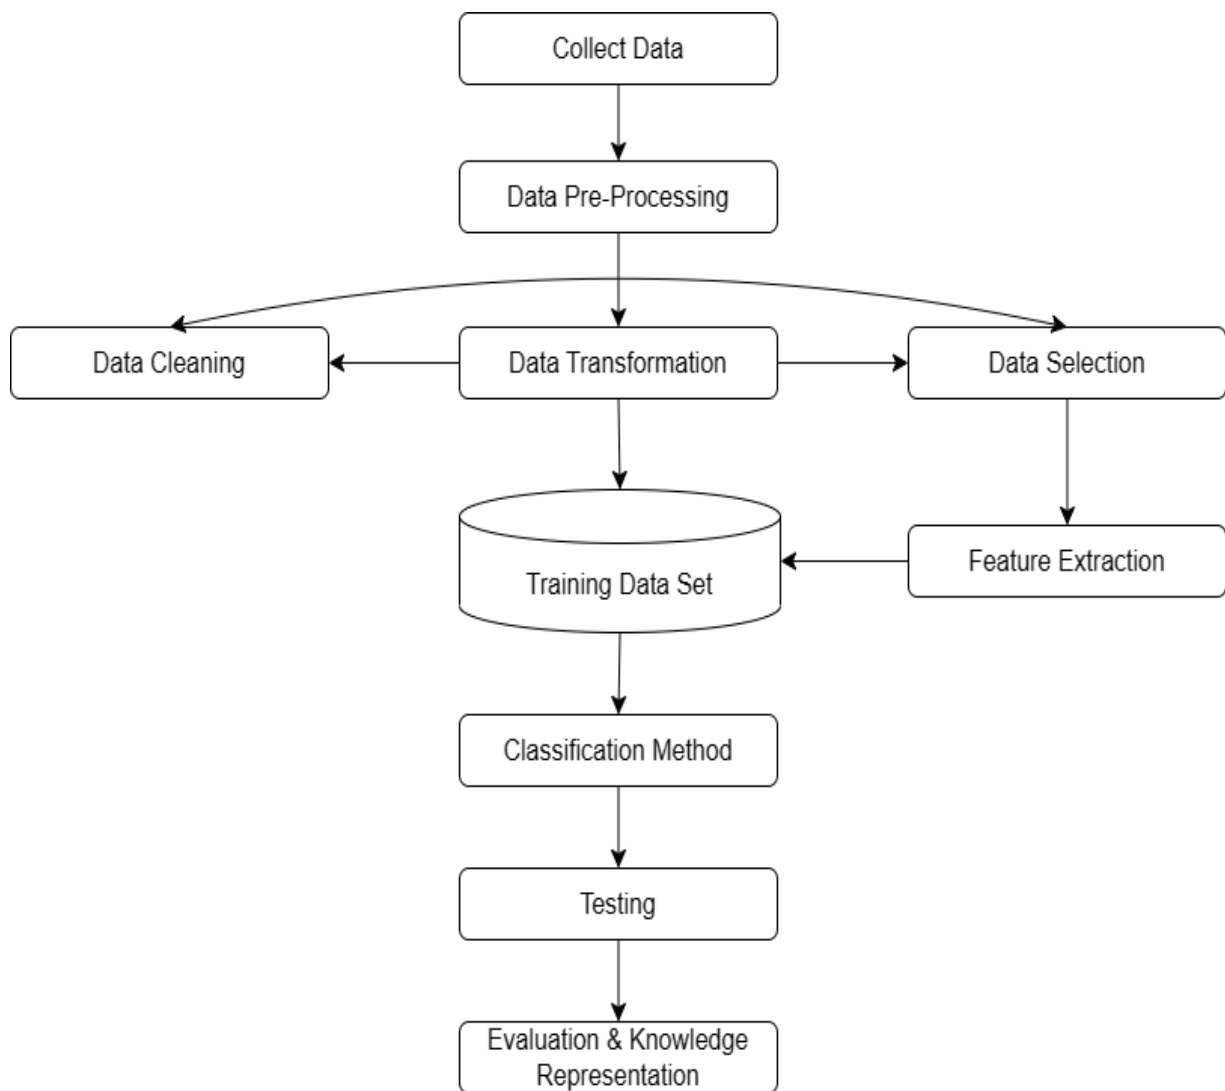 Collect Data
Data Pre-Processing
Data Cleaning
Data Transformation
Data Selection
Training Data Set
Feature Extraction
Classification Method
Testing
Evaluation & Knowledge
Representation